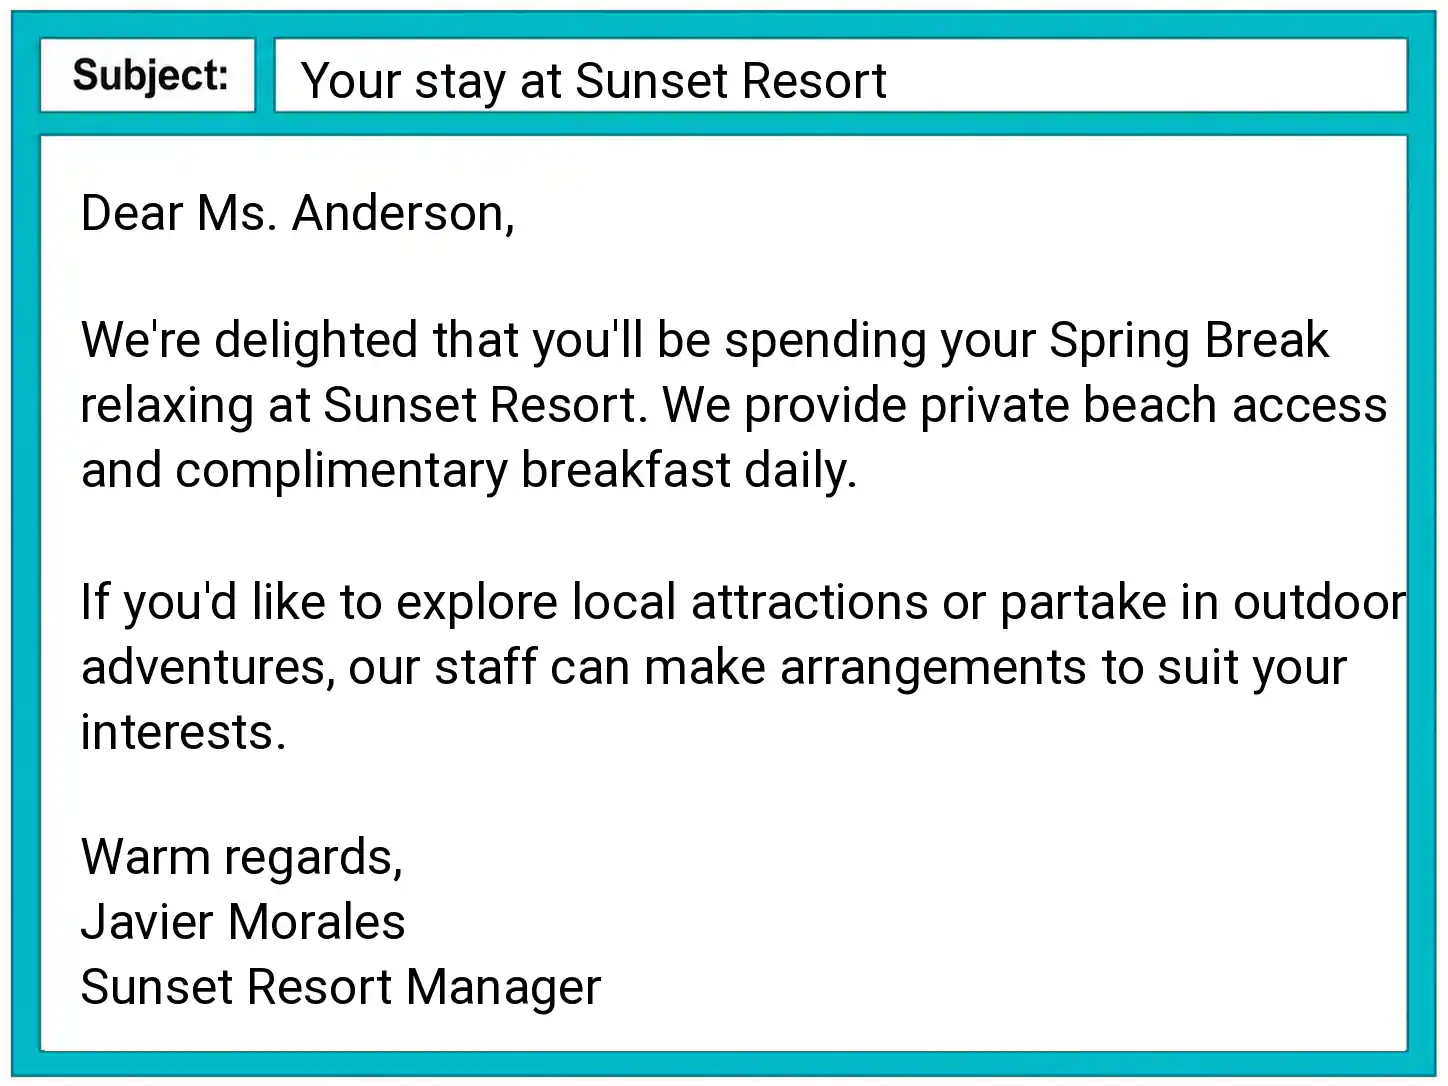 Subject:
Your stay at Sunset Resort
Dear Ms. Anderson,
We're delighted that you'll be spending your Spring Break
relaxing at Sunset Resort. We provide private beach access
and complimentary breakfast daily.
If you'd like to explore local attractions or partake in outdoor
adventures, our staff can make arrangements to suit your
interests.
Warm regards,
Javier Morales
Sunset Resort Manager